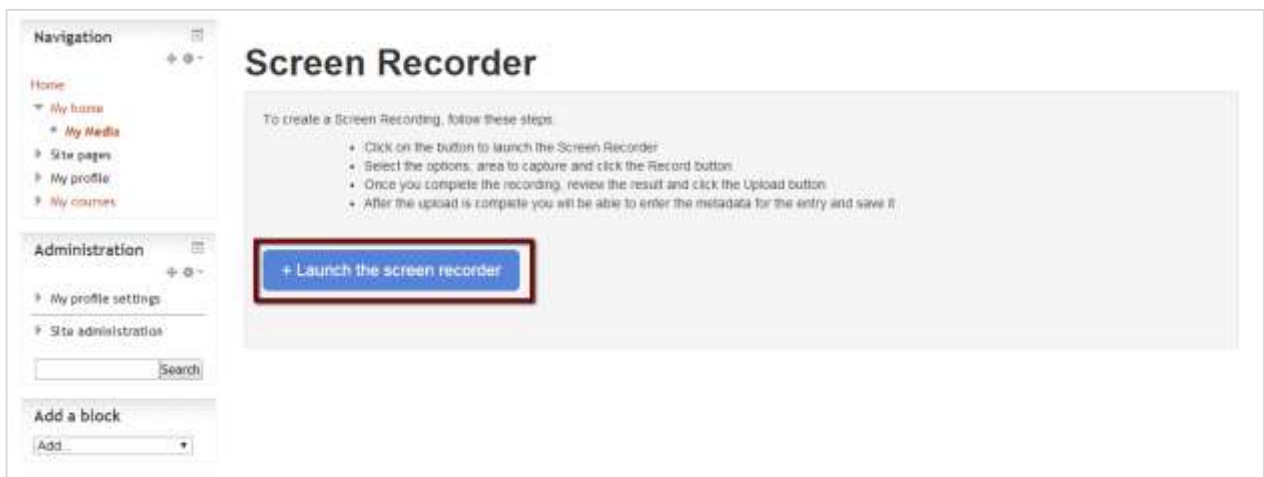 Navigation
Home
My home
My Media
Site pages
My profile
My courses
Administration
My profile settings
Site administration
Search
Add a block
Add...
Screen Recorder
To create a Screen Recording, follow these steps:
Click on the button to launch the Screen Recorder
Select the options, area to capture and click the Record button
Once you complete the recording, review the result and click the Upload button
After the upload is complete you will be able to enter the metadata for the entry and save it
+ Launch the screen recorder